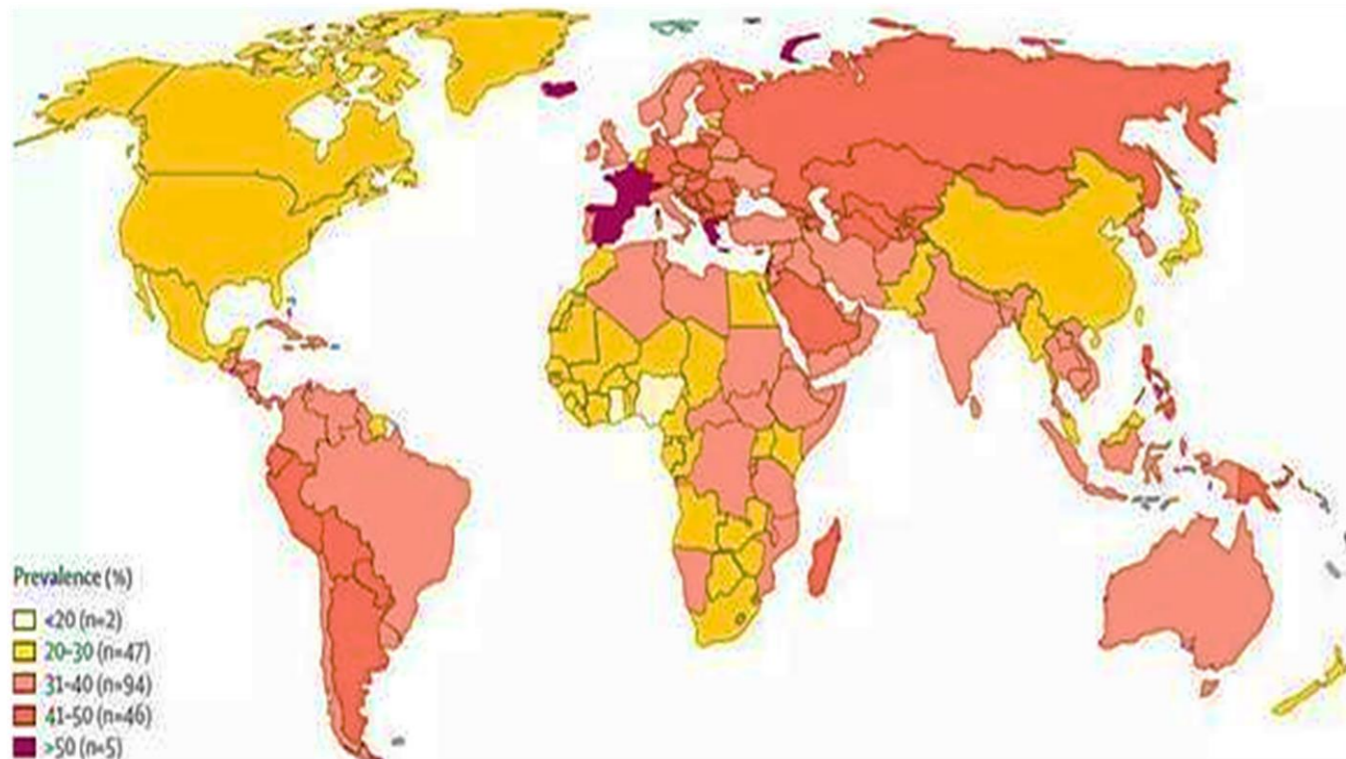 Prevalence (%)
<20 (n=2)
20-30 (n=47)
31-40 (n=94)
41-50 (n=46)
>50 (n=5)